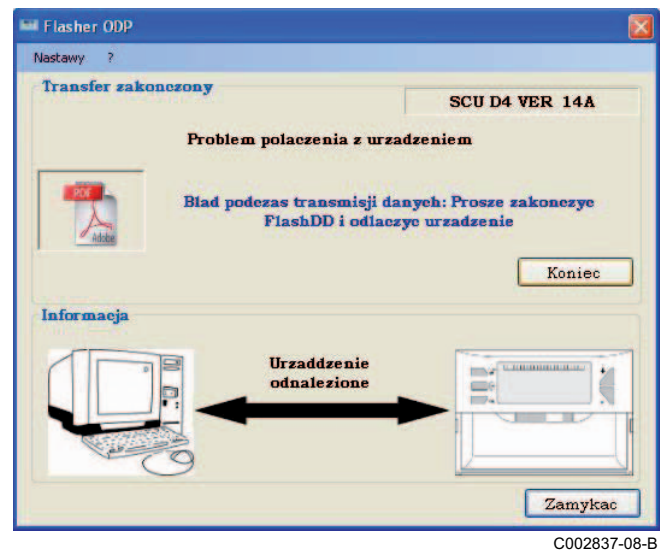 Flasher ODP
Nastawy ?
Transfer zakonczony
SCU D4 VER 14A
Problem polaczenia z urzadzeniem
PDF
Adobe
Blad podczas transmisji danych: Prosze zakonczyc
FlashDD i odlaczyc urzadzenie
Koniec
Informacja
Urzaddzenie
odnalezione
Zamykac
C002837-08-B